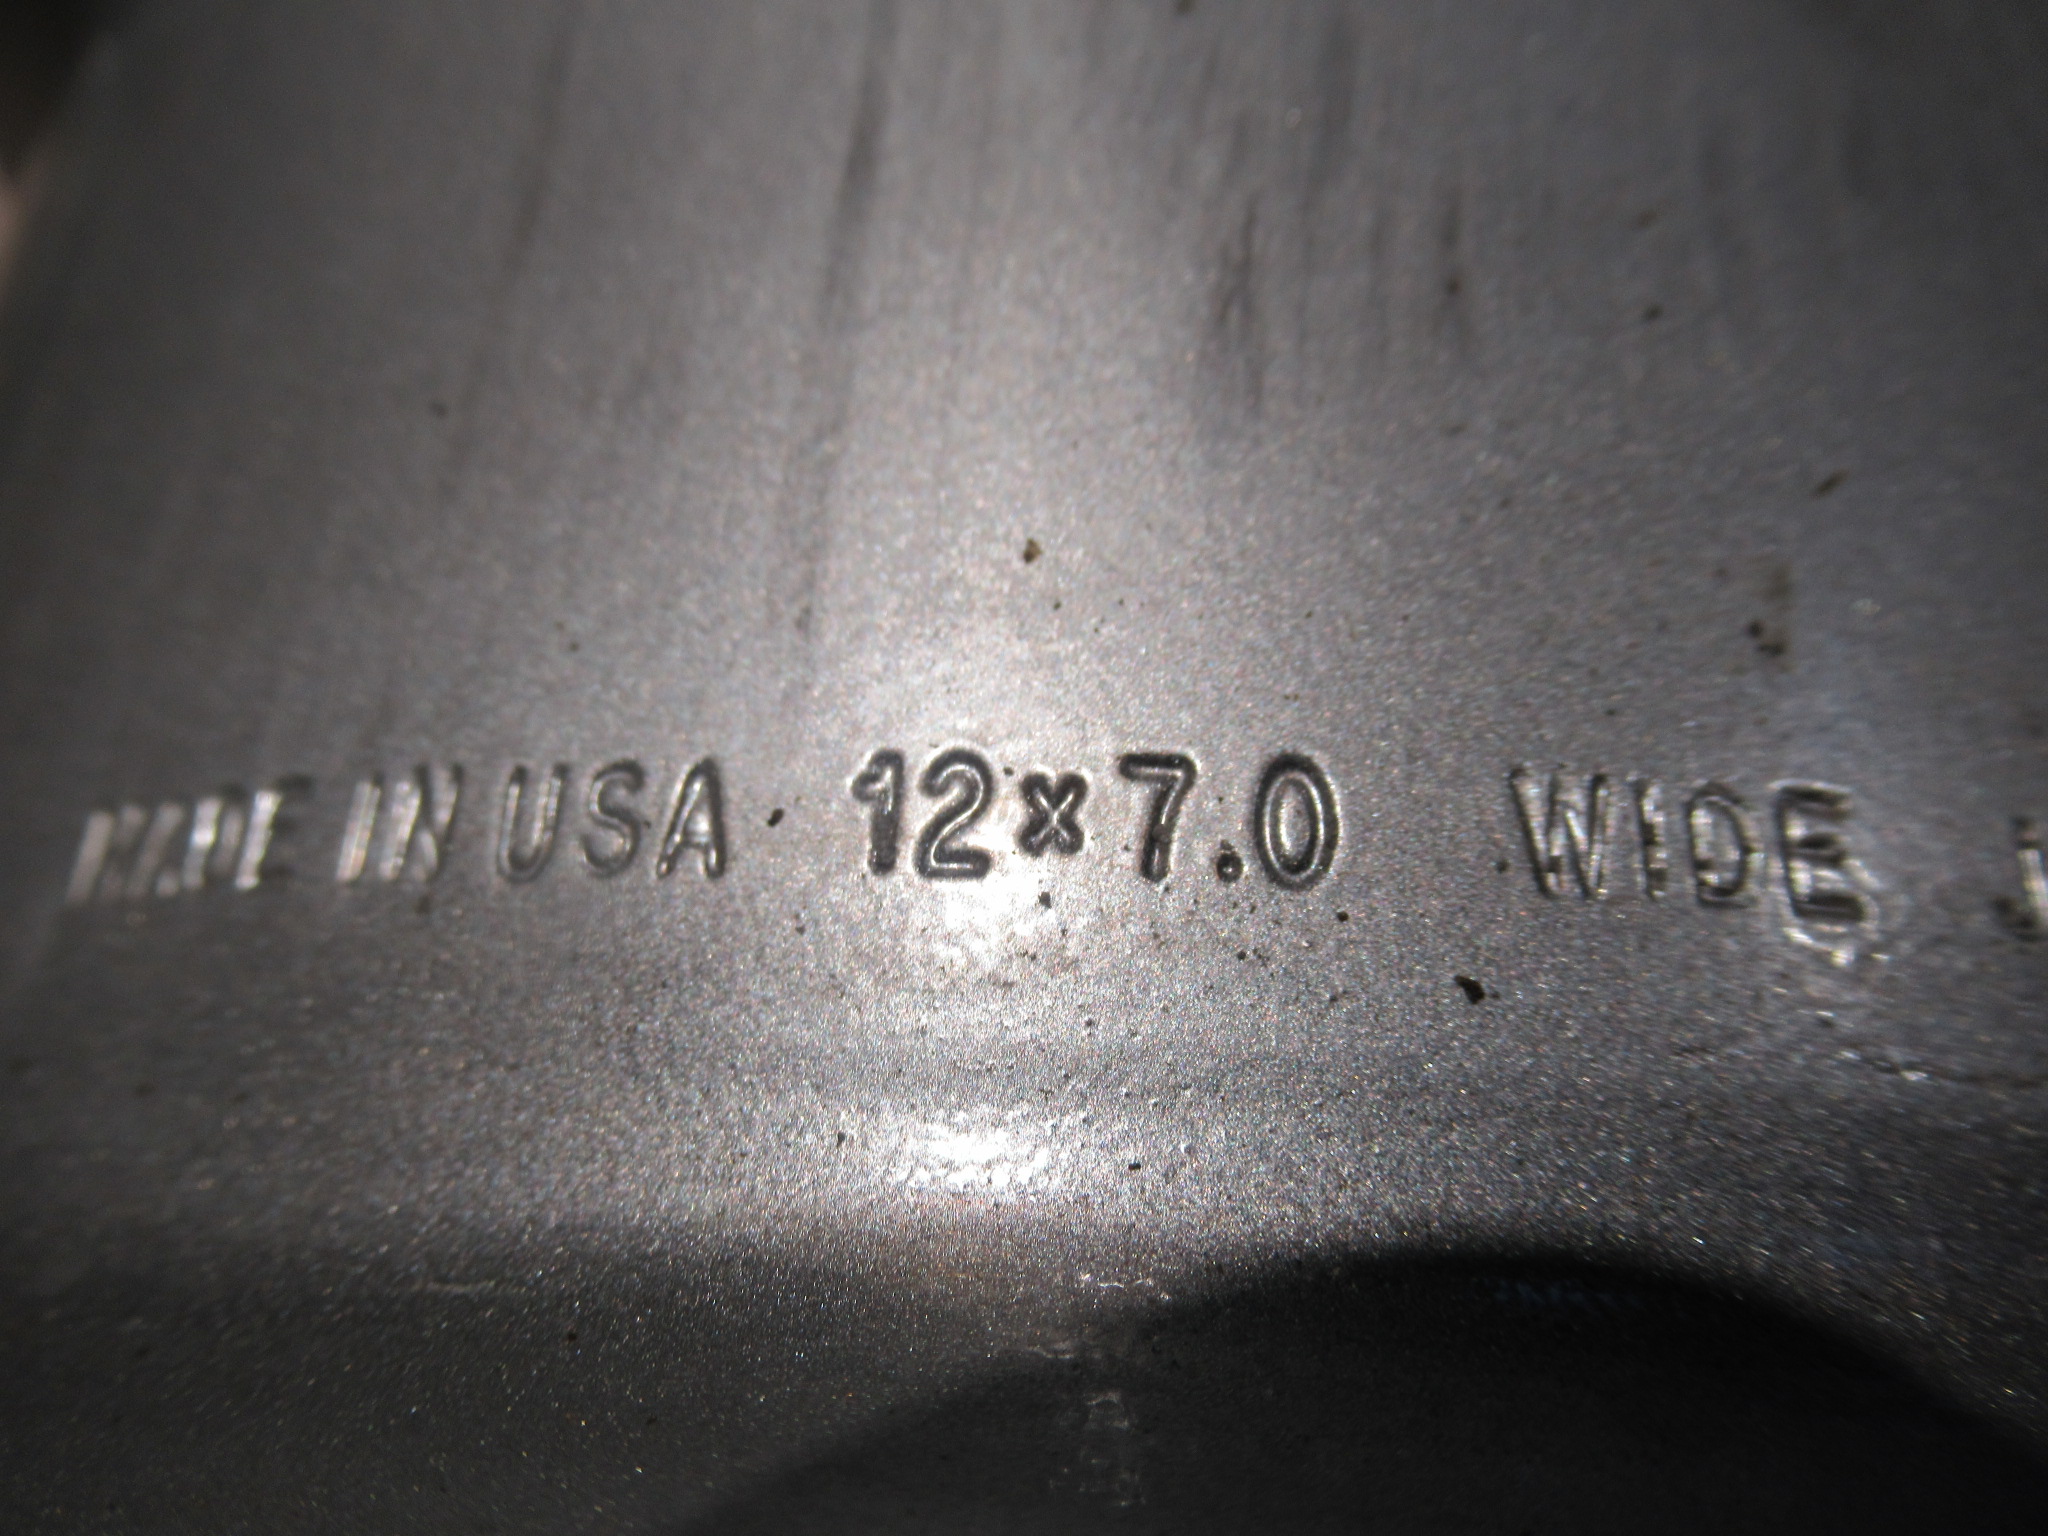 MADE IN USA 12x7.0 WIDE J